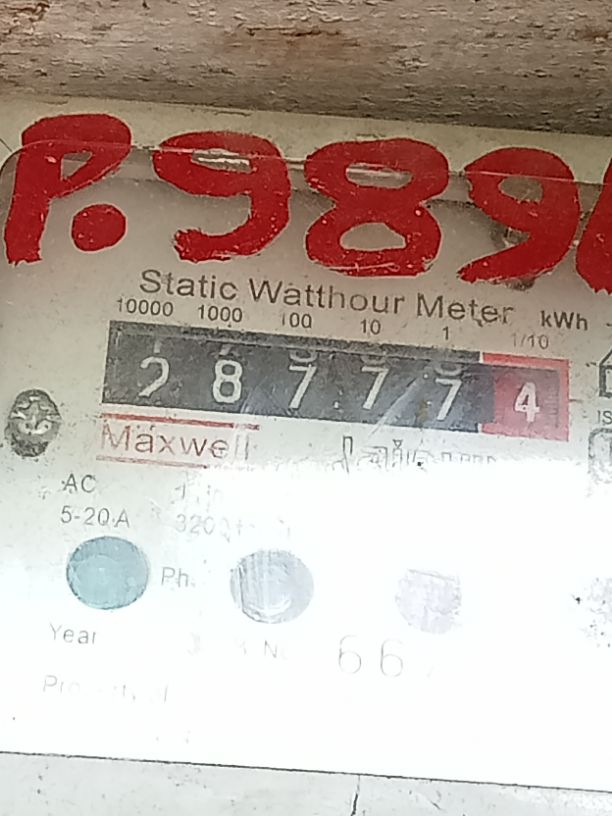 P.989
Static Watthour Meter kWh
10000 1000 100 10 1 1/10
2 8 7 7 7 4
Maxwell
AC
5-20A 320
Ph.
Year
66